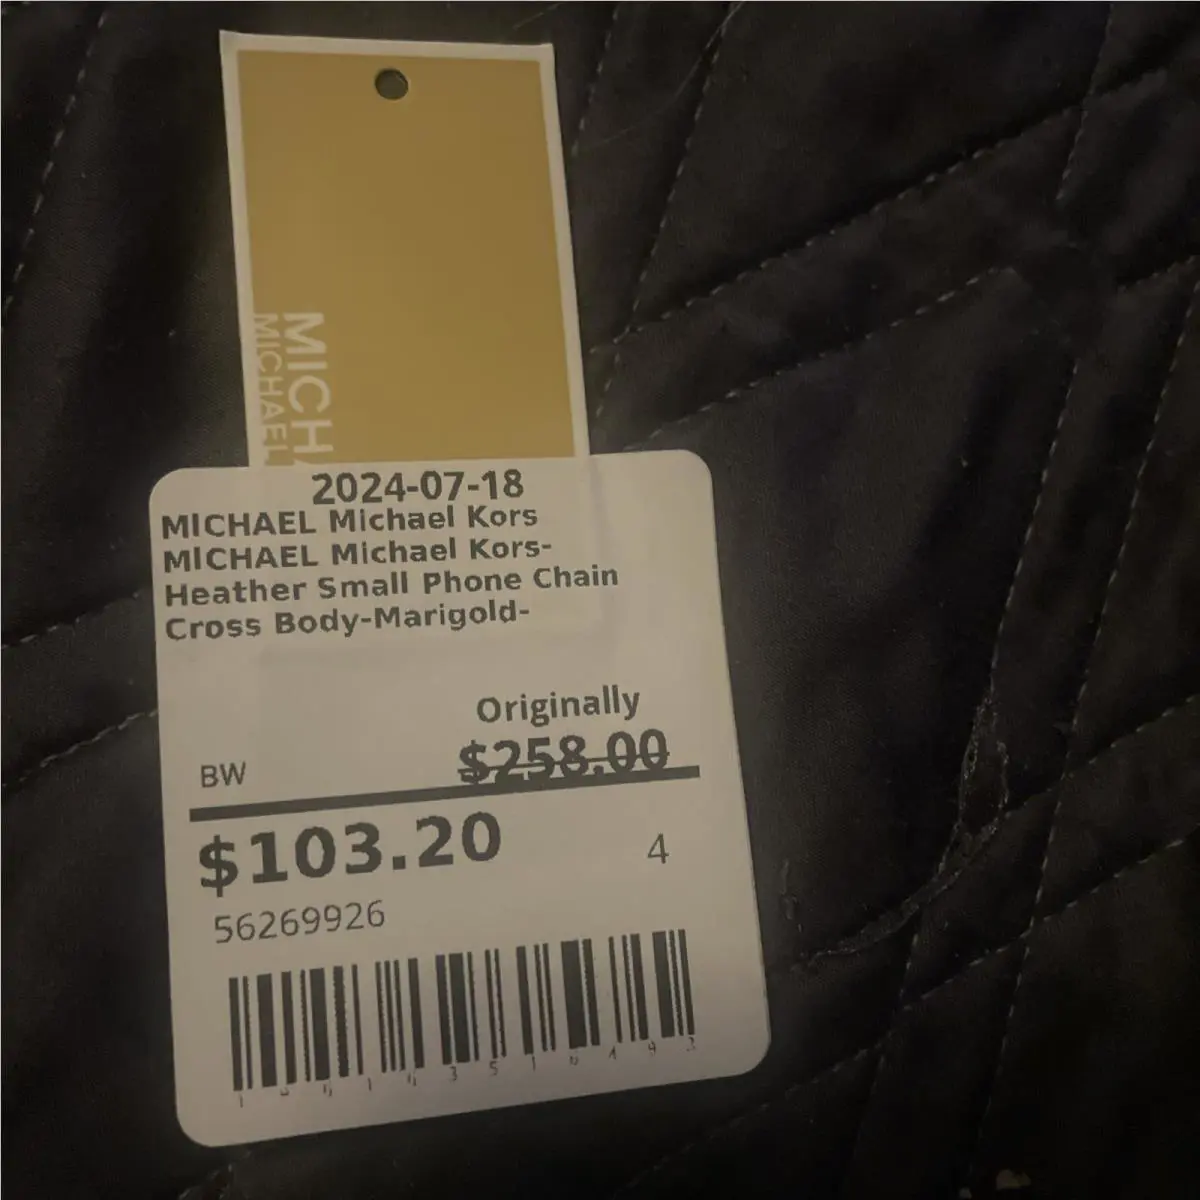 MICH
MICHAEL
2024-07-18
MICHAEL Michael Kors
MICHAEL Michael Kors-
Heather Small Phone Chain
Cross Body-Marigold-
Originally
$258.00
BW
$103.20
4
56269926